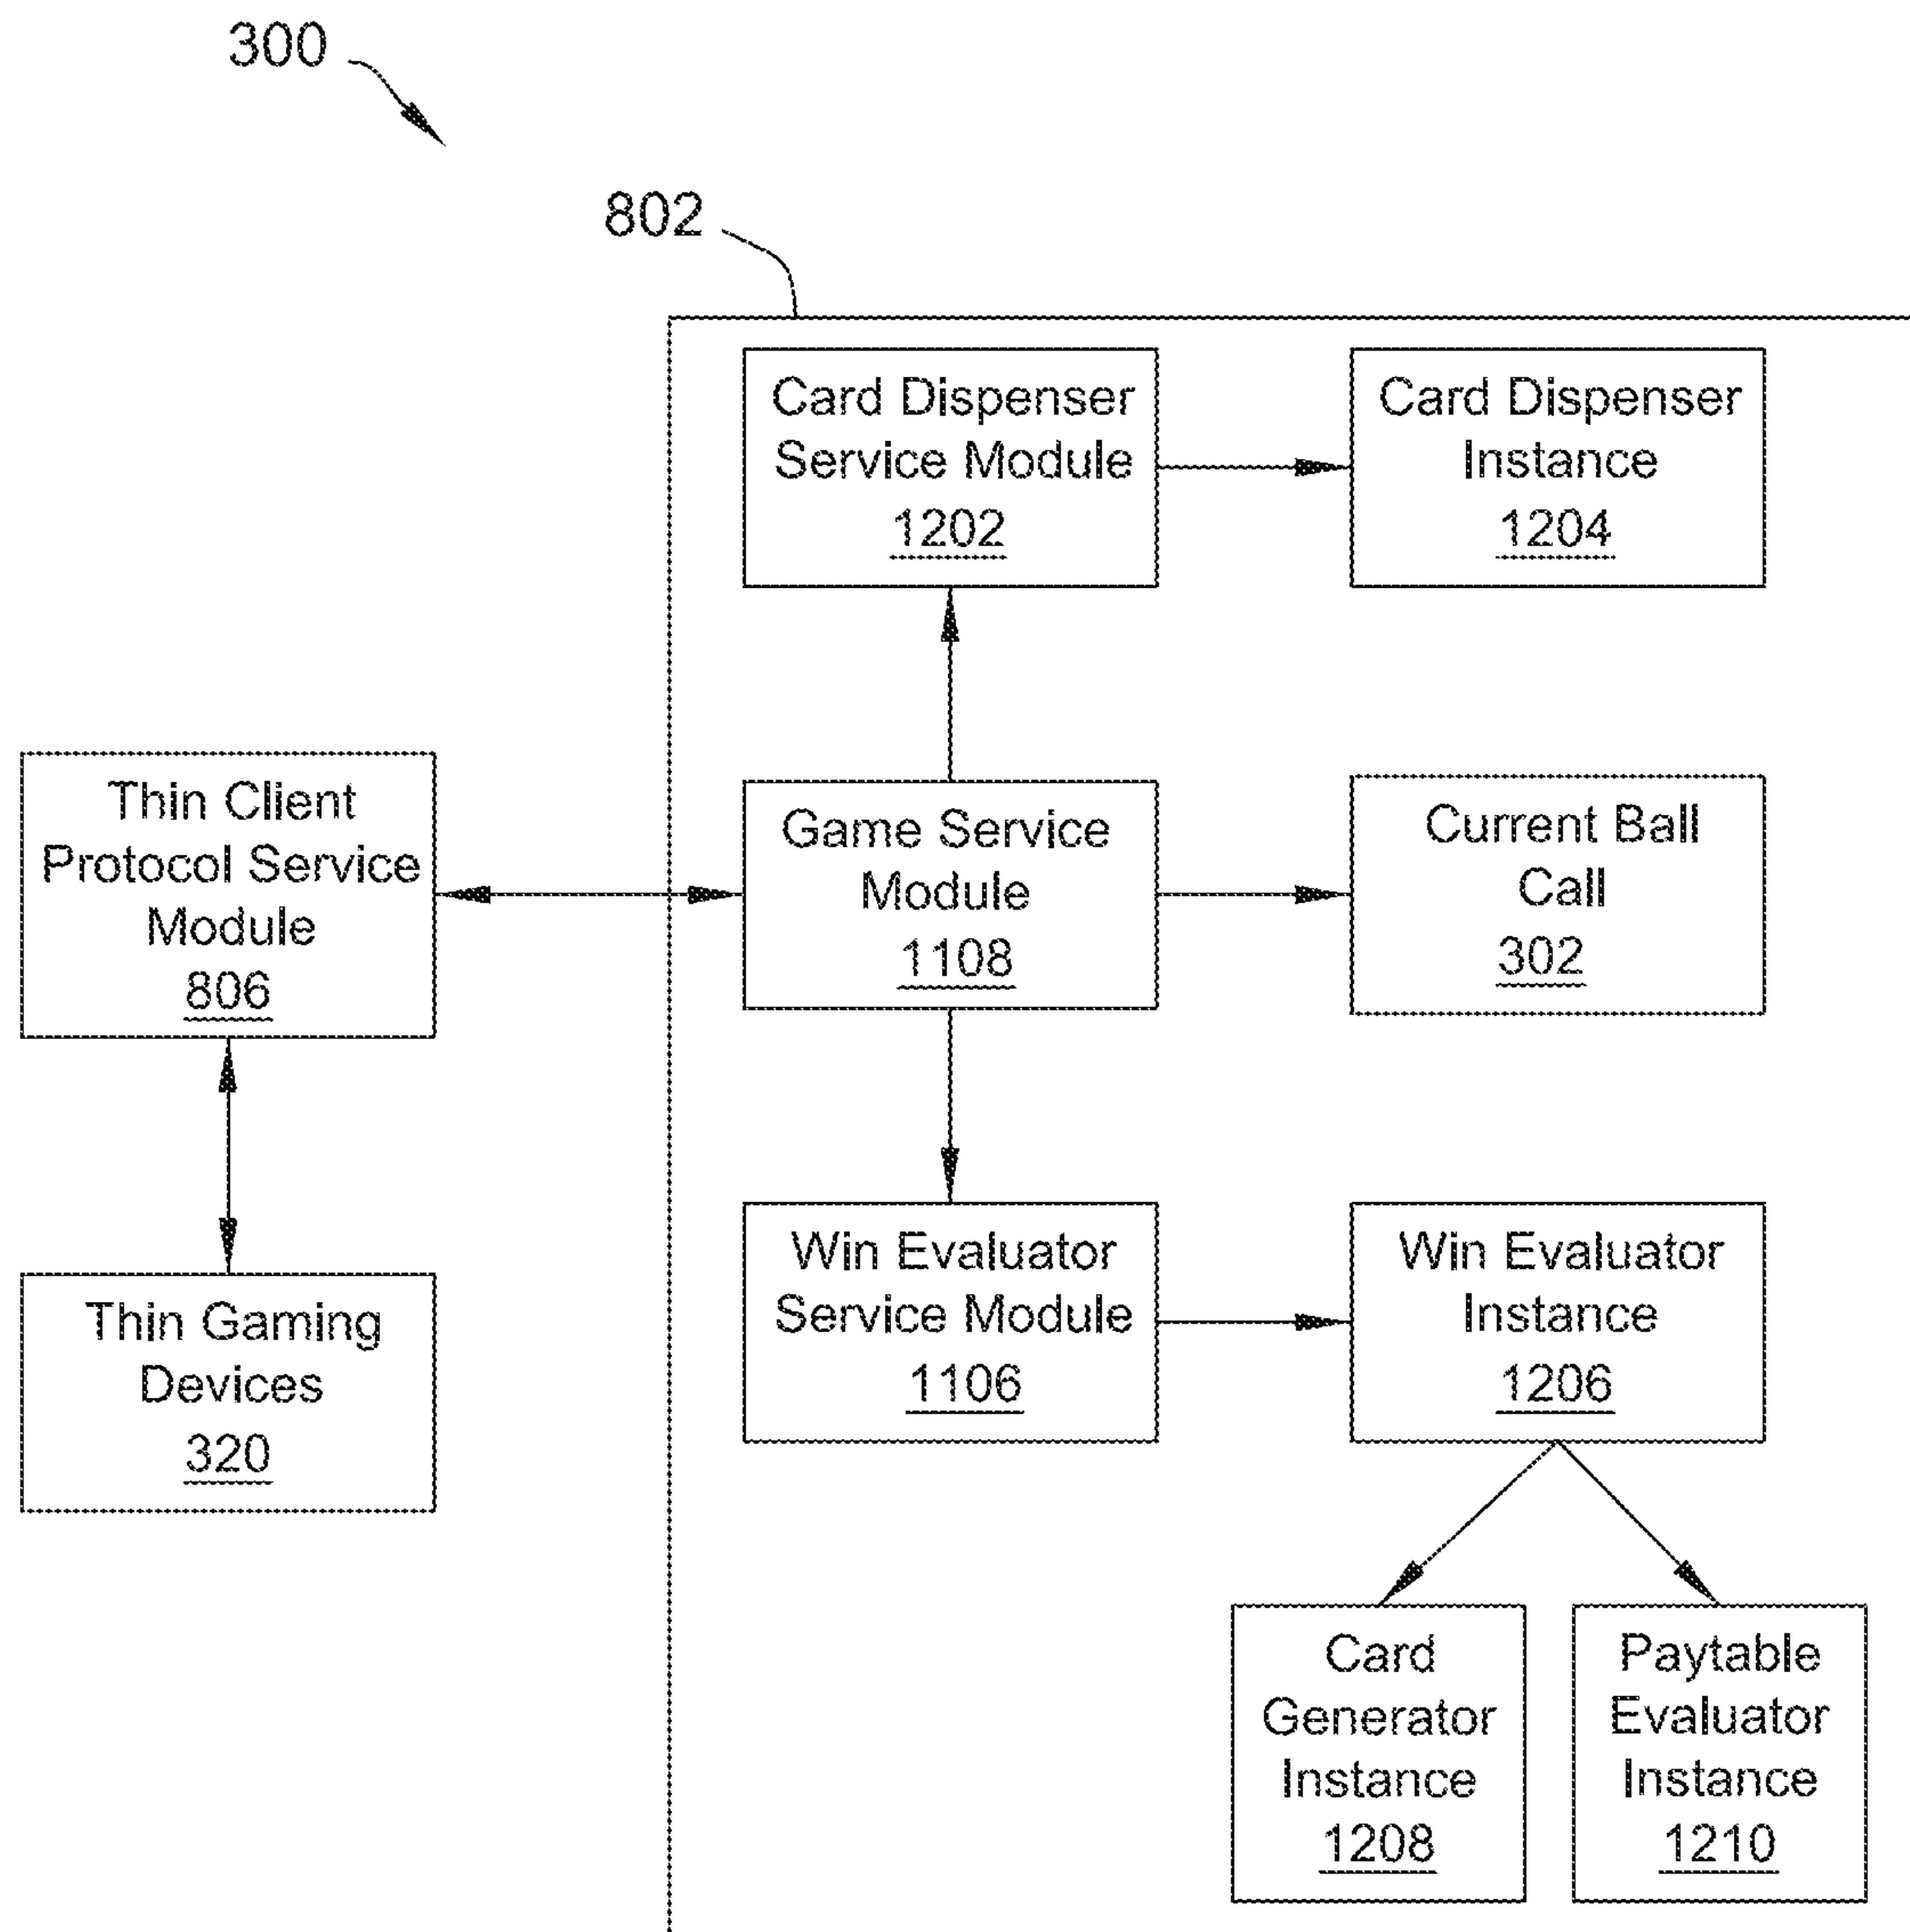 300
802
Card Dispenser
Service Module
1202
Card Dispenser
Instance
1204
Thin Client
Protocol Service
Module
806
Game Service
Module
1108
Current Ball
Call
302
Thin Gaming
Devices
320
Win Evaluator
Service Module
1106
Win Evaluator
Instance
1206
Card
Generator
Instance
1208
Paytable
Evaluator
Instance
1210